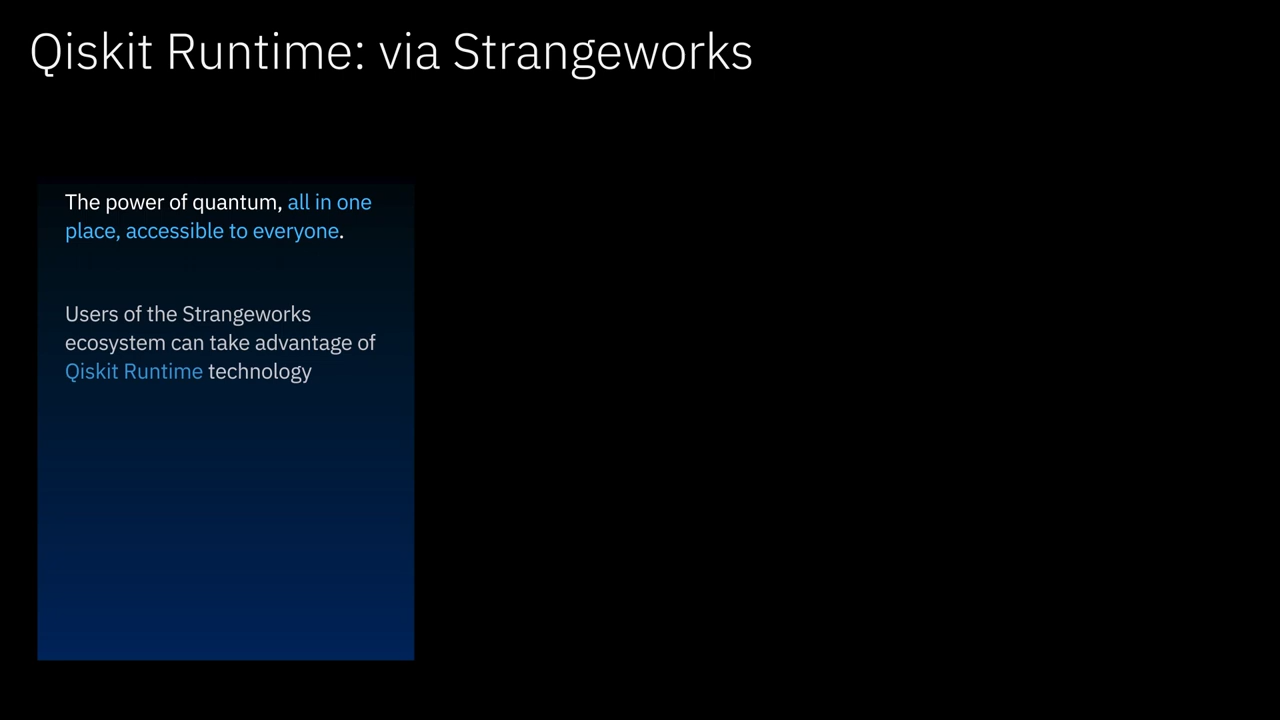 Qiskit Runtime: via Strangeworks
The power of quantum, all in one
place, accessible to everyone.
Users of the Strangeworks
ecosystem can take advantage of
Qiskit Runtime technology